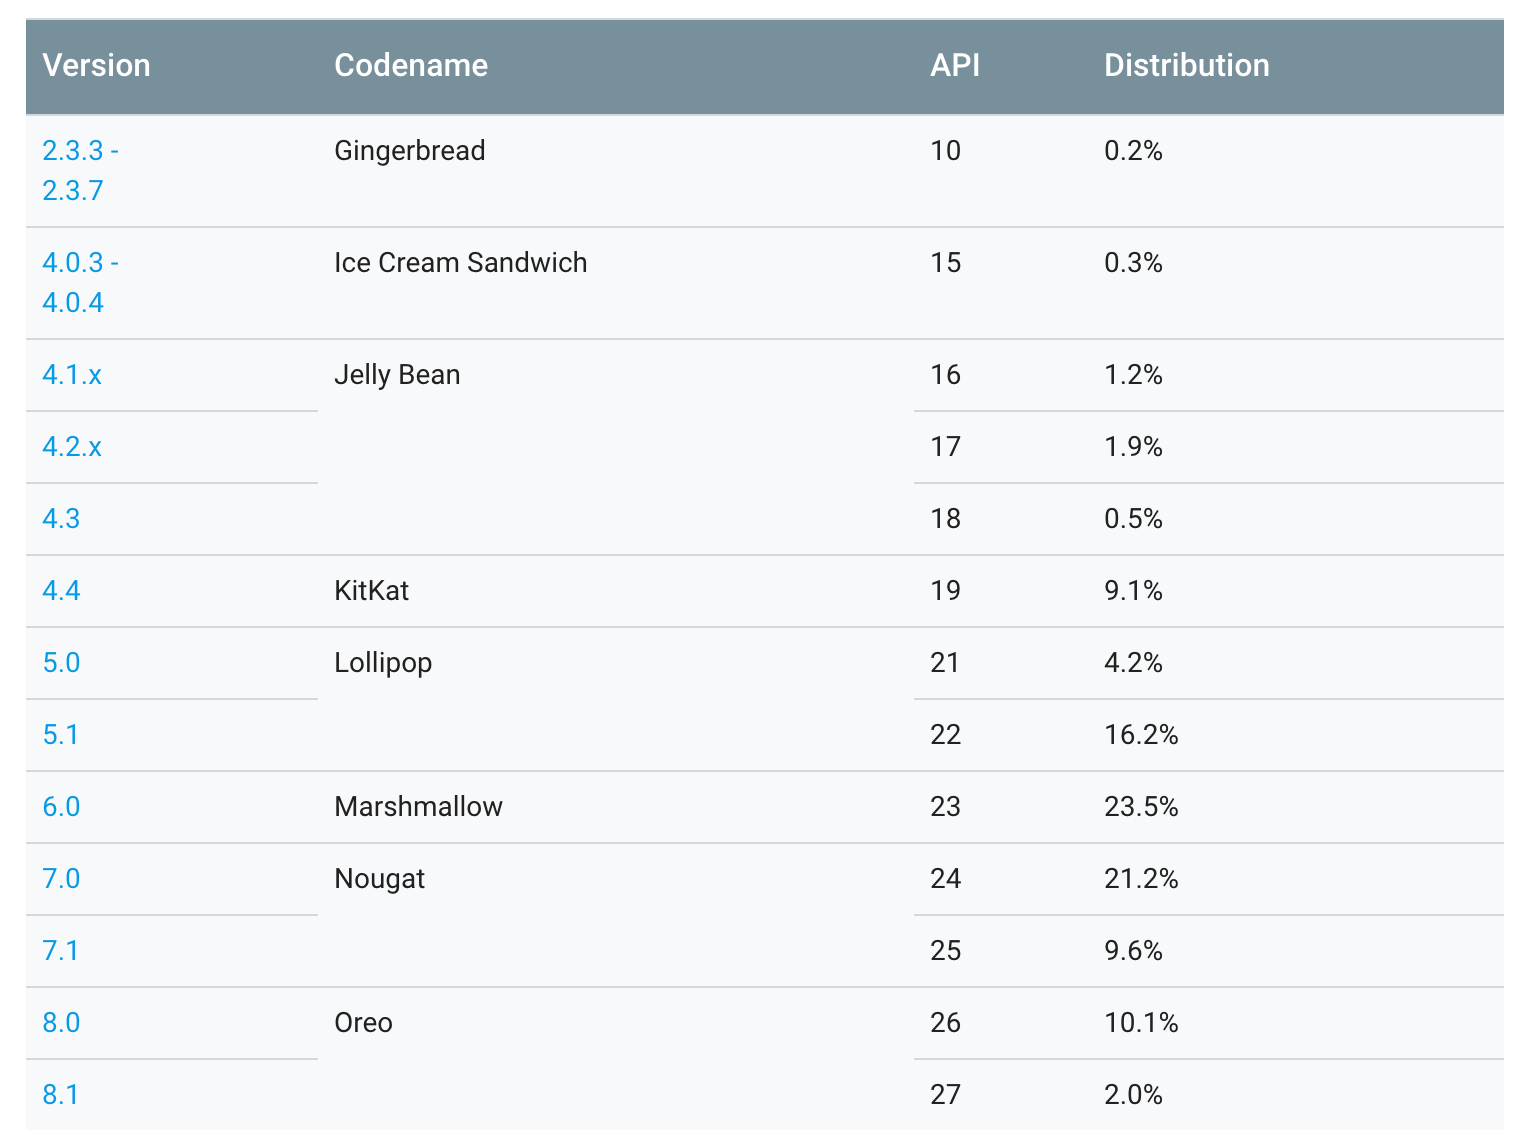 Version Codename API Distribution
2.3.3 - Gingerbread 10 0.2%
2.3.7
4.0.3 - Ice Cream Sandwich 15 0.3%
4.0.4
4.1.x Jelly Bean 16 1.2%
4.2.x 17 1.9%
4.3 18 0.5%
4.4 KitKat 19 9.1%
5.0 Lollipop 21 4.2%
5.1 22 16.2%
6.0 Marshmallow 23 23.5%
7.0 Nougat 24 21.2%
7.1 25 9.6%
8.0 Oreo 26 10.1%
8.1 27 2.0%